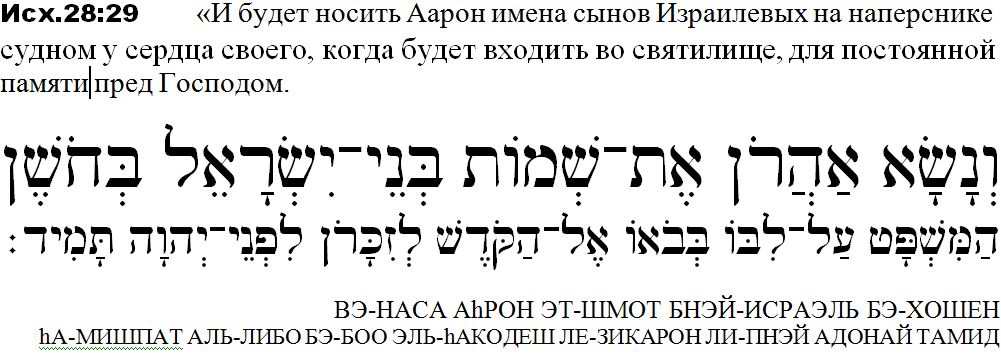 Исх.28:29 «И будет носить Аарон имена сынов Израилевых на наперснике
судном у сердца своего, когда будет входить во святилище, для постоянной
памяти пред Господом.
וְנָשָׂא אַהֲרֹן אֶת־שְׁמוֹת בְּנֵי־יִשְׂרָאֵל בְּחֹשֶׁן
הַמִּשְׁפָּט עַל־לִבּוֹ בְּבֹאוֹ אֶל־הַקֹּדֶשׁ לְזִכָּרֹן לִפְנֵי־יְהוָה תָּמִיד׃
ВЭ-НАСА АhРОН ЭТ-ШМОТ БНЭЙ-ИСРАЭЛЬ БЭ-ХОШЕН
hА-МИШПАТ АЛЬ-ЛИБО БЭ-БОО ЭЛЬ-hАКОДЕШ ЛЕ-ЗИКАРОН ЛИ-ПНЭЙ АДОНАЙ ТАМИД